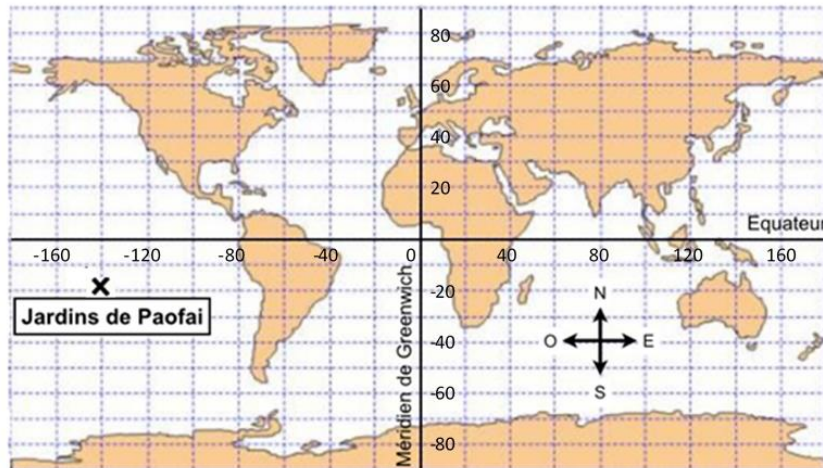 80
60
40
20
Equateur
-160 -120 -80 -40 0 40 80 120 160
-20
Jardins de Paofai
N
O E
S
-40
-60
-80
Méridien de Greenwich